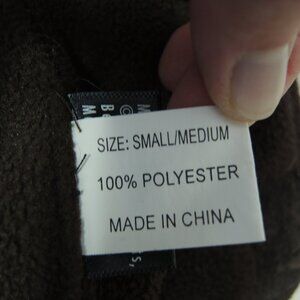 SIZE: SMALL/MEDIUM
100% POLYESTER
MADE IN CHINA